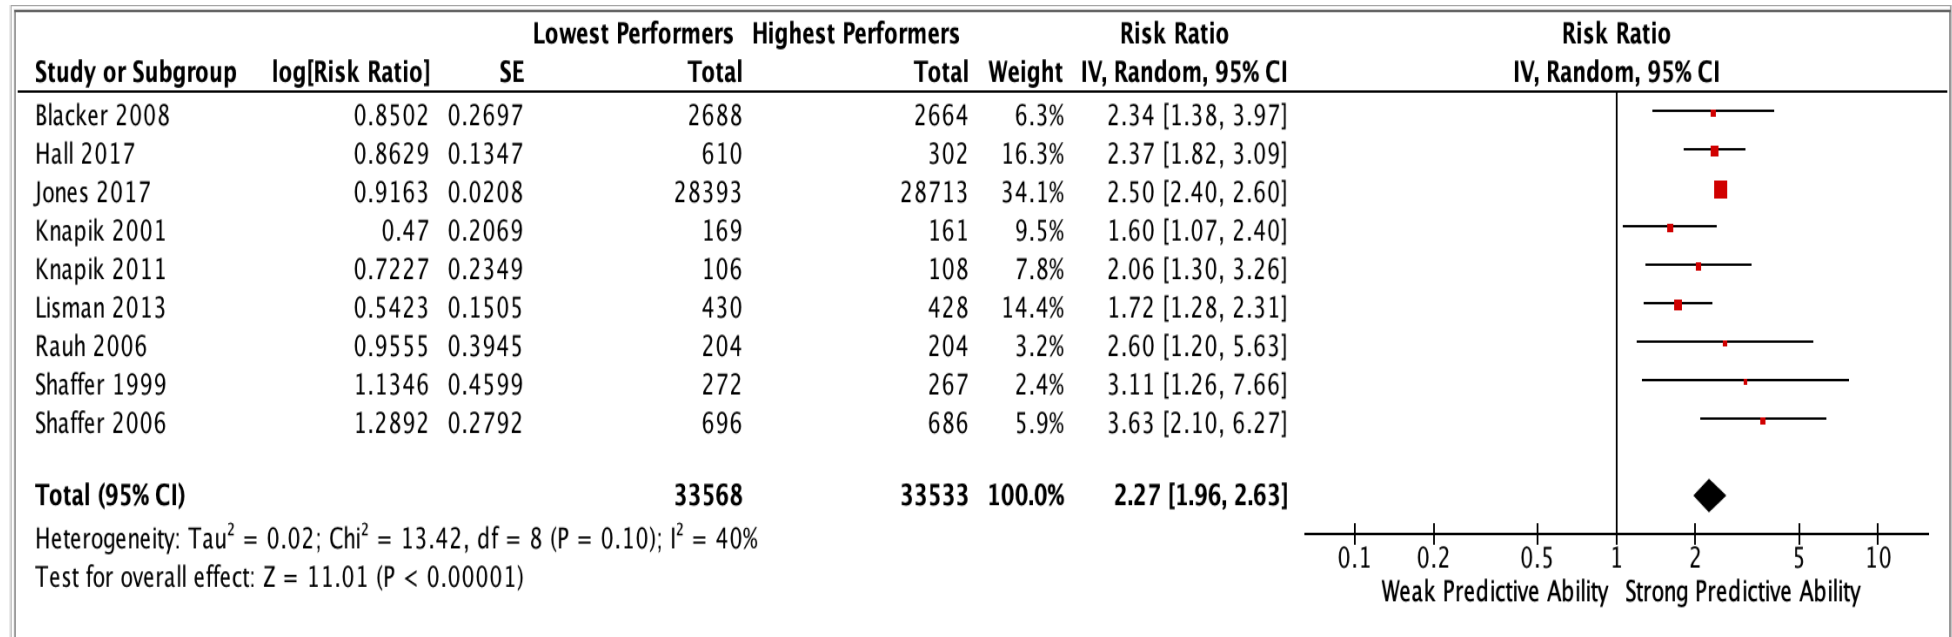 Lowest Performers Highest Performers Risk Ratio Risk Ratio
Study or Subgroup log[Risk Ratio] SE Total Total Weight IV, Random, 95% CI IV, Random, 95% CI
Blacker 2008 0.8502 0.2697 2688 2664 6.3% 2.34 [1.38, 3.97]
Hall 2017 0.8629 0.1347 610 302 16.3% 2.37 [1.82, 3.09]
Jones 2017 0.9163 0.0208 28393 28713 34.1% 2.50 [2.40, 2.60]
Knapik 2001 0.47 0.2069 169 161 9.5% 1.60 [1.07, 2.40]
Knapik 2011 0.7227 0.2349 106 108 7.8% 2.06 [1.30, 3.26]
Lisman 2013 0.5423 0.1505 430 428 14.4% 1.72 [1.28, 2.31]
Rauh 2006 0.9555 0.3945 204 204 3.2% 2.60 [1.20, 5.63]
Shaffer 1999 1.1346 0.4599 272 267 2.4% 3.11 [1.26, 7.66]
Shaffer 2006 1.2892 0.2792 696 686 5.9% 3.63 [2.10, 6.27]
Total (95% CI) 33568 33533 100.0% 2.27 [1.96, 2.63]
Heterogeneity: Tau² = 0.02; Chi² = 13.42, df = 8 (P = 0.10); I² = 40%
Test for overall effect: Z = 11.01 (P < 0.00001)
0.1 0.2 0.5 1 2 5 10
Weak Predictive Ability Strong Predictive Ability